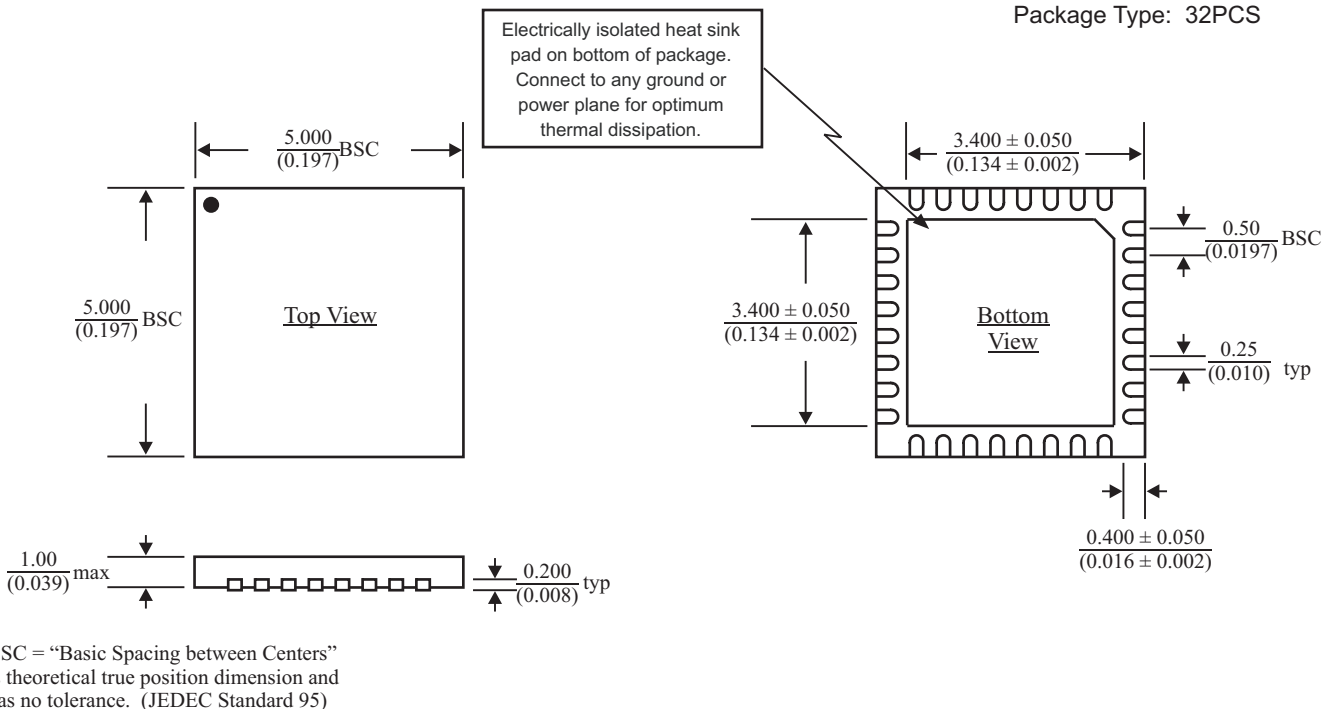 Package Type: 32PCS
Electrically isolated heat sink
pad on bottom of package.
Connect to any ground or
power plane for optimum
thermal dissipation.
5.000
(0.197)
BSC
5.000
(0.197)
BSC
Top View
3.400 ± 0.050
(0.134 ± 0.002)
3.400 ± 0.050
(0.134 ± 0.002)
Bottom
View
0.50
(0.0197)
BSC
0.25
(0.010)
typ
0.400 ± 0.050
(0.016 ± 0.002)
1.00
(0.039)
max
0.200
(0.008)
typ
SC = “Basic Spacing between Centers”
theoretical true position dimension and
as no tolerance. (JEDEC Standard 95)